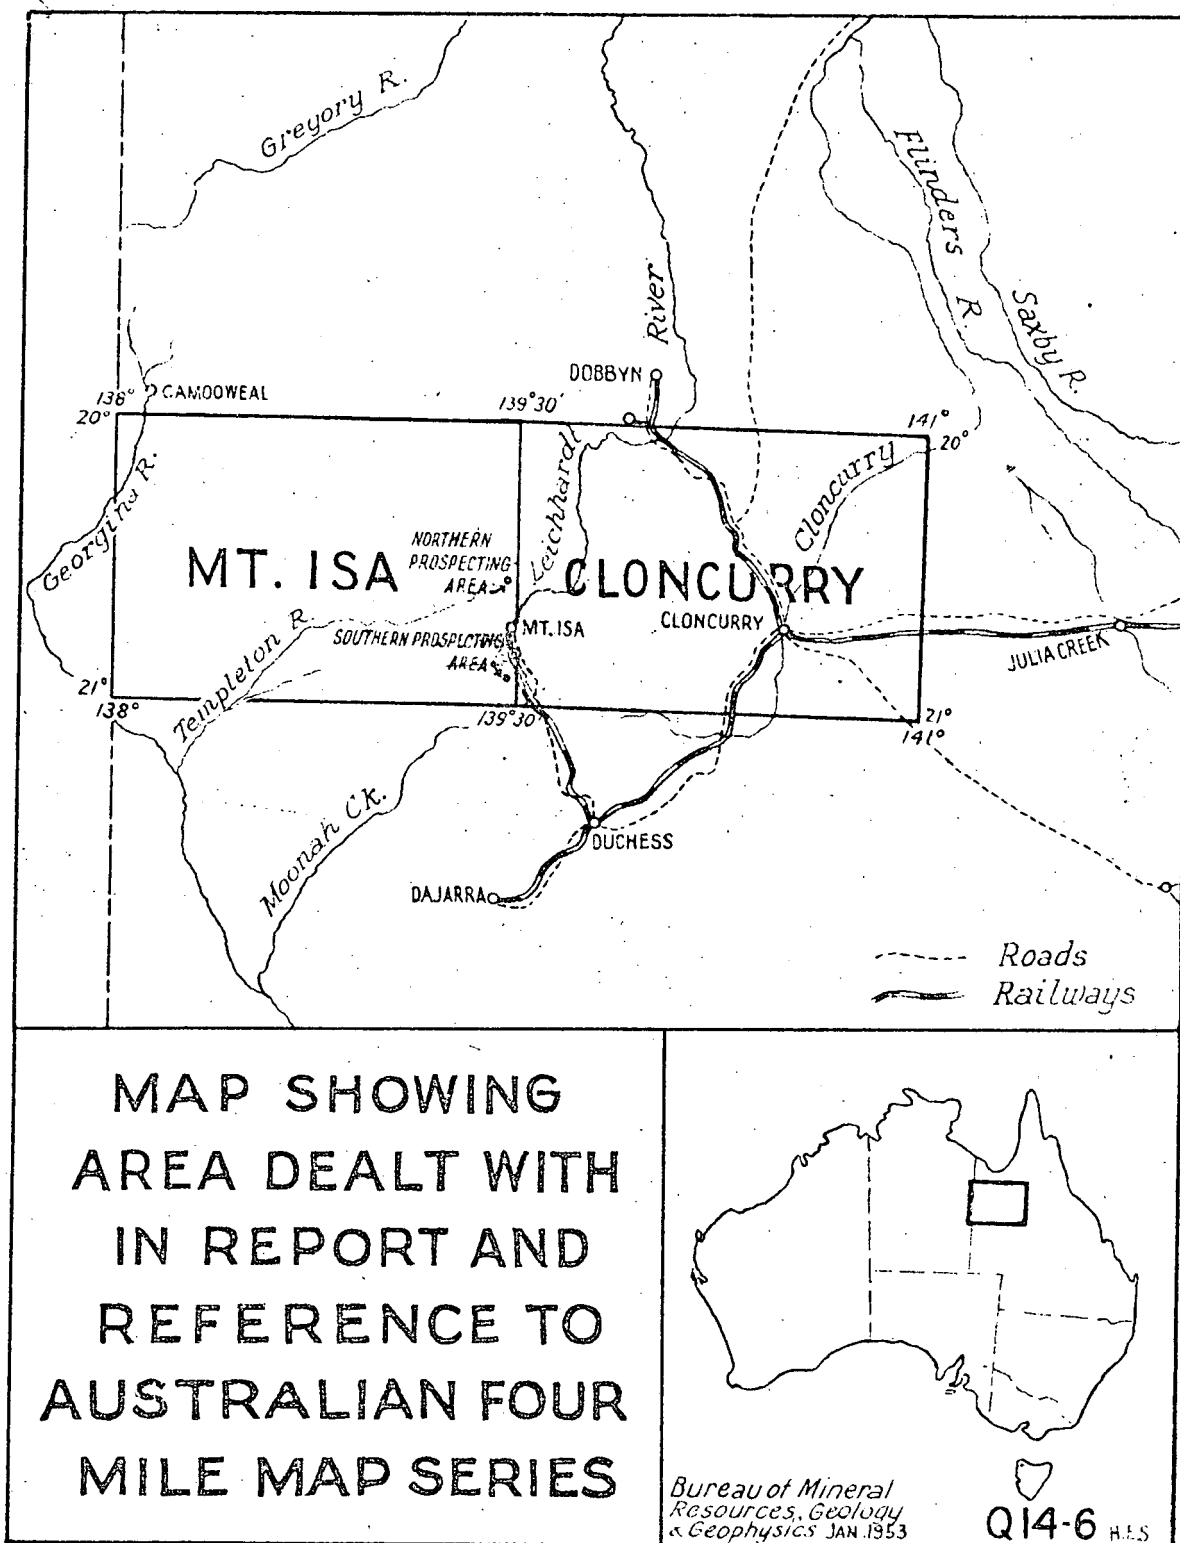 Gregory R.
Flinders R.
Saxby R.
River
DOBBYN
CAMOOWEAL
138°
20°
139°30'
141°
20°
Georgina R.
Leichhardt
Cloncurry
NORTHERN
PROSPECTING
AREA
MT. ISA
CLONCURRY
CLONCURRY
MT. ISA
SOUTHERN PROSPECTING
AREA
Templeton R.
JULIA CREEK
21°
138°
139°30'
21°
141°
Moonah Ck.
DUCHESS
DAJARRA
Roads
Railways
MAP SHOWING
AREA DEALT WITH
IN REPORT AND
REFERENCE TO
AUSTRALIAN FOUR
MILE MAP SERIES
Bureau of Mineral
Resources, Geology
& Geophysics JAN. 1953
Q14-6 H.E.S